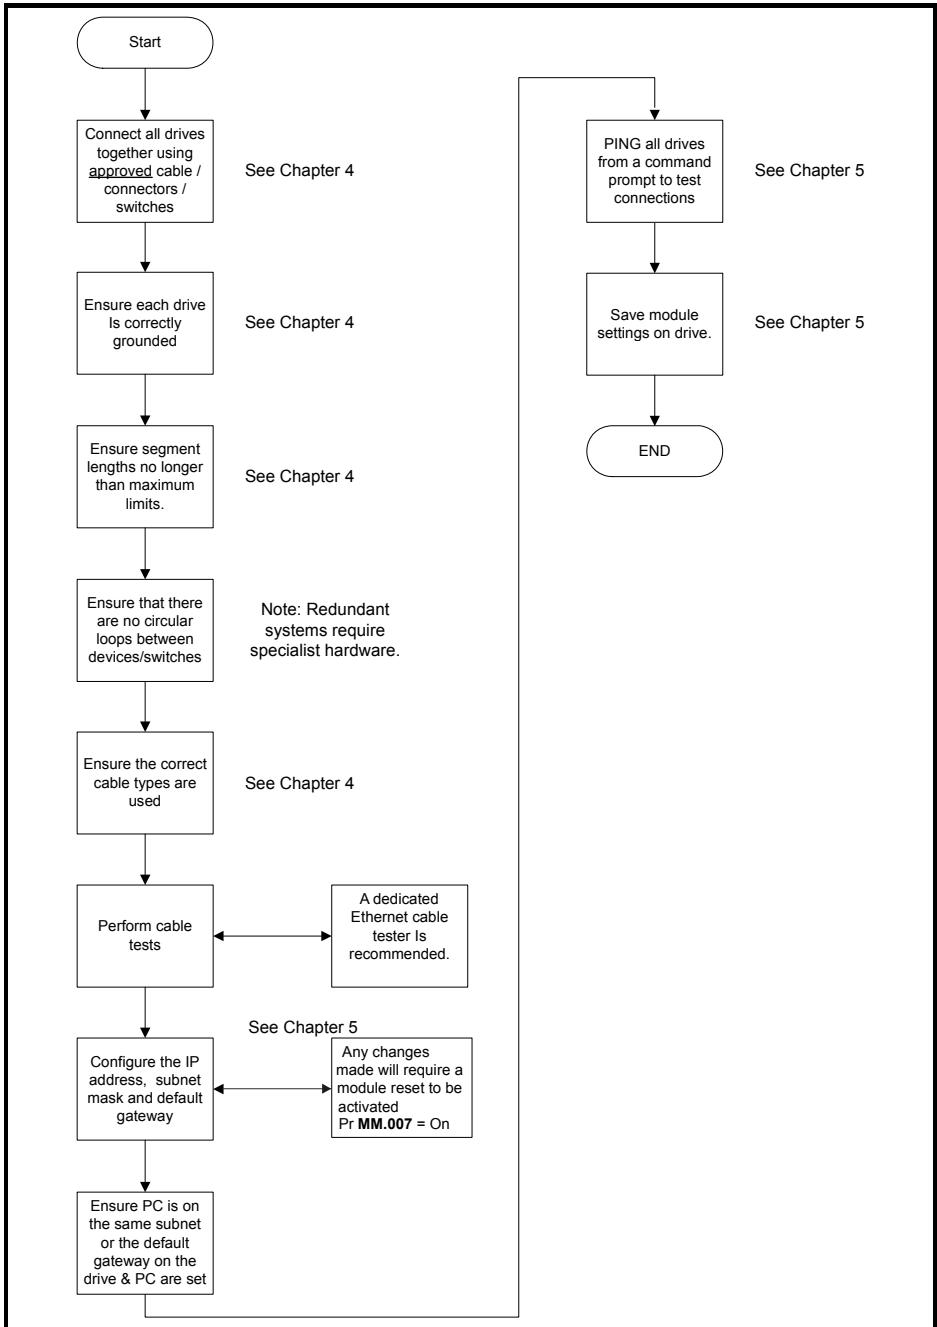 Start
Connect all drives
together using
approved cable /
connectors /
switches
See Chapter 4
Ensure each drive
Is correctly
grounded
See Chapter 4
Ensure segment
lengths no longer
than maximum
limits.
See Chapter 4
Ensure that there
are no circular
loops between
devices/switches
Note: Redundant
systems require
specialist hardware.
Ensure the correct
cable types are
used
See Chapter 4
Perform cable
tests
A dedicated
Ethernet cable
tester Is
recommended.
See Chapter 5
Configure the IP
address, subnet
mask and default
gateway
Any changes
made will require a
module reset to be
activated
Pr MM.007 = On
Ensure PC is on
the same subnet
or the default
gateway on the
drive & PC are set
PING all drives
from a command
prompt to test
connections
See Chapter 5
Save module
settings on drive.
See Chapter 5
END